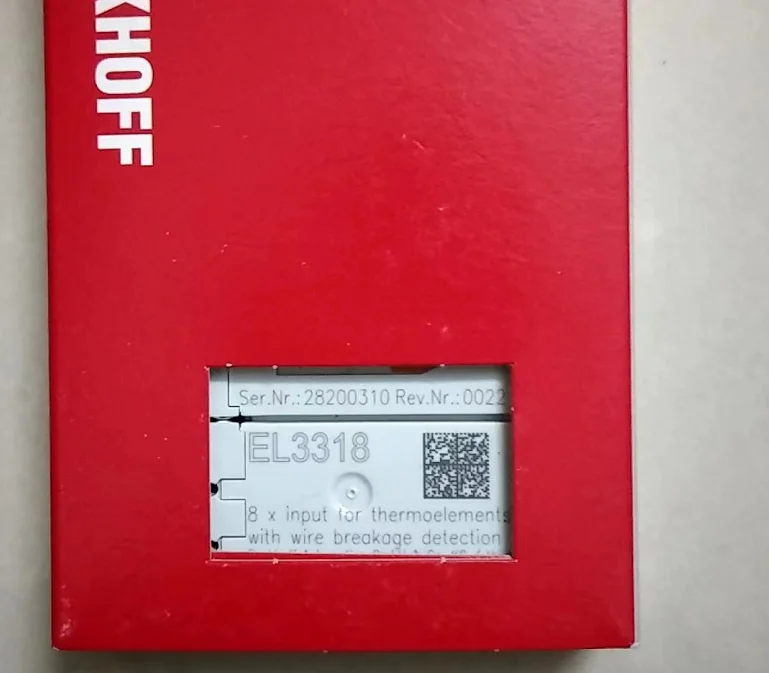 KHOFF
Ser.Nr.: 28200310 Rev.Nr.: 0022
EL3318
8 x input for thermoelements
with wire breakage detection